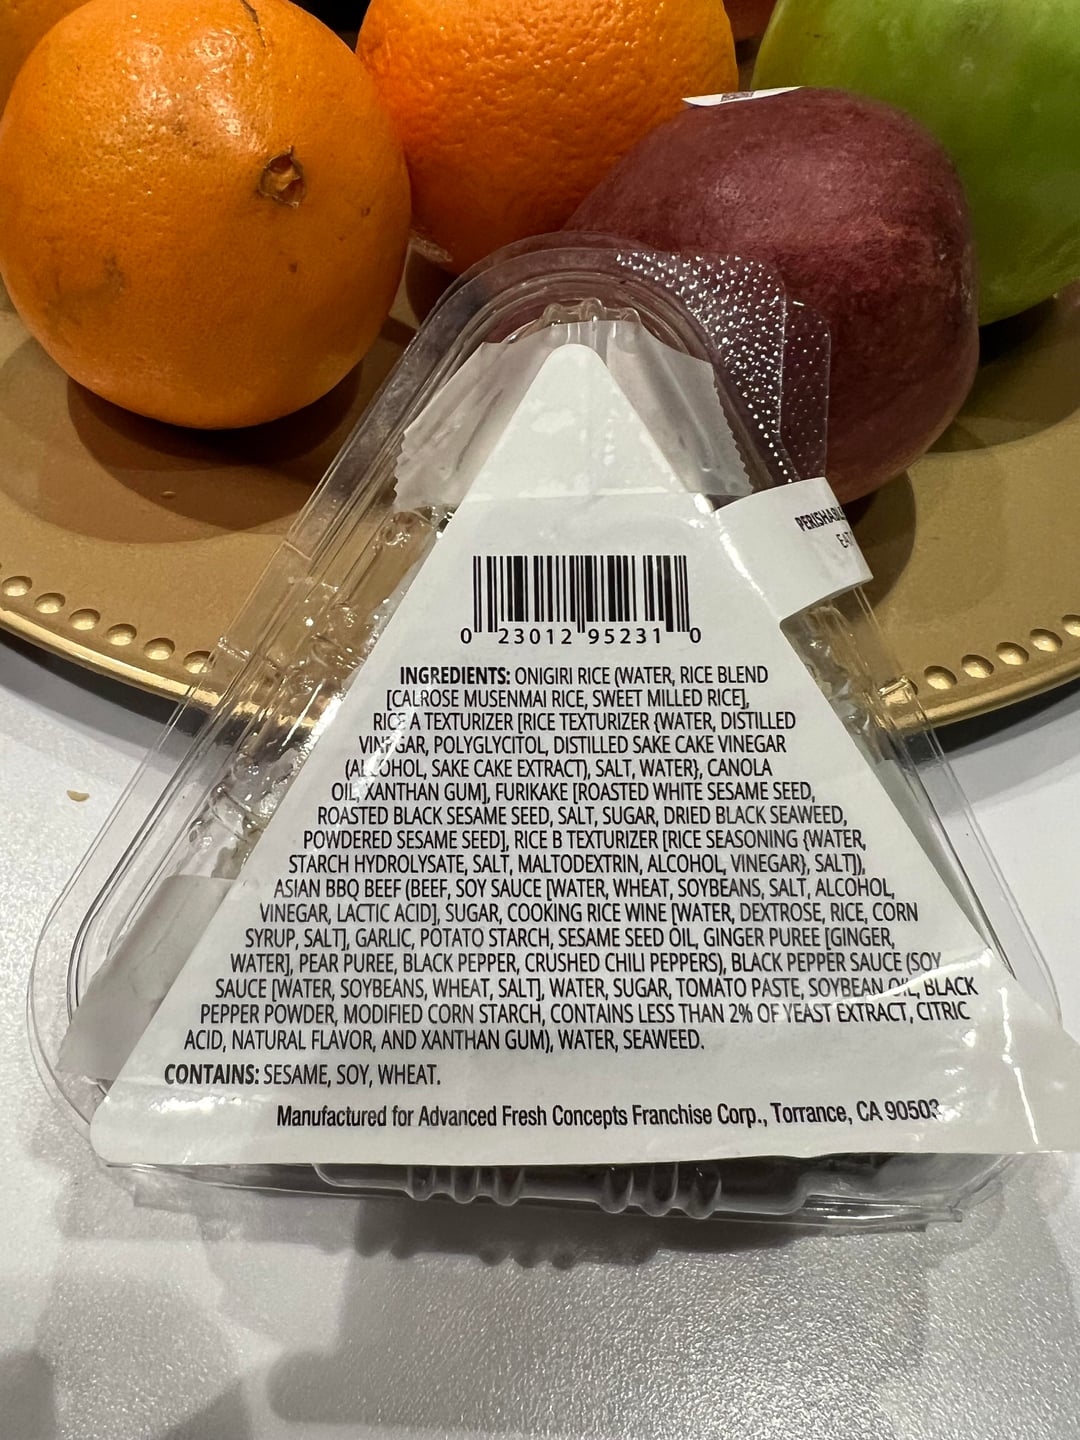 PERISHABLE
0 23012 95231 0
INGREDIENTS: ONIGIRI RICE (WATER, RICE BLEND
[CALROSE MUSENMAI RICE, SWEET MILLED RICE],
RICE A TEXTURIZER [RICE TEXTURIZER {WATER, DISTILLED
VINEGAR, POLYGLYCITOL, DISTILLED SAKE CAKE VINEGAR
(ALCOHOL, SAKE CAKE EXTRACT), SALT, WATER}, CANOLA
OIL, XANTHAN GUM], FURIKAKE [ROASTED WHITE SESAME SEED,
ROASTED BLACK SESAME SEED, SALT, SUGAR, DRIED BLACK SEAWEED,
POWDERED SESAME SEED], RICE B TEXTURIZER [RICE SEASONING {WATER,
STARCH HYDROLYSATE, SALT, MALTODEXTRIN, ALCOHOL, VINEGAR}, SALT]),
ASIAN BBQ BEEF (BEEF, SOY SAUCE [WATER, WHEAT, SOYBEANS, SALT, ALCOHOL,
VINEGAR, LACTIC ACID], SUGAR, COOKING RICE WINE [WATER, DEXTROSE, RICE, CORN
SYRUP, SALT], GARLIC, POTATO STARCH, SESAME SEED OIL, GINGER PUREE [GINGER,
WATER], PEAR PUREE, BLACK PEPPER, CRUSHED CHILI PEPPERS), BLACK PEPPER SAUCE (SOY
SAUCE [WATER, SOYBEANS, WHEAT, SALT], WATER, SUGAR, TOMATO PASTE, SOYBEAN OIL, BLACK
PEPPER POWDER, MODIFIED CORN STARCH, CONTAINS LESS THAN 2% OF YEAST EXTRACT, CITRIC
ACID, NATURAL FLAVOR, AND XANTHAN GUM), WATER, SEAWEED.
CONTAINS: SESAME, SOY, WHEAT.
Manufactured for Advanced Fresh Concepts Franchise Corp., Torrance, CA 90503